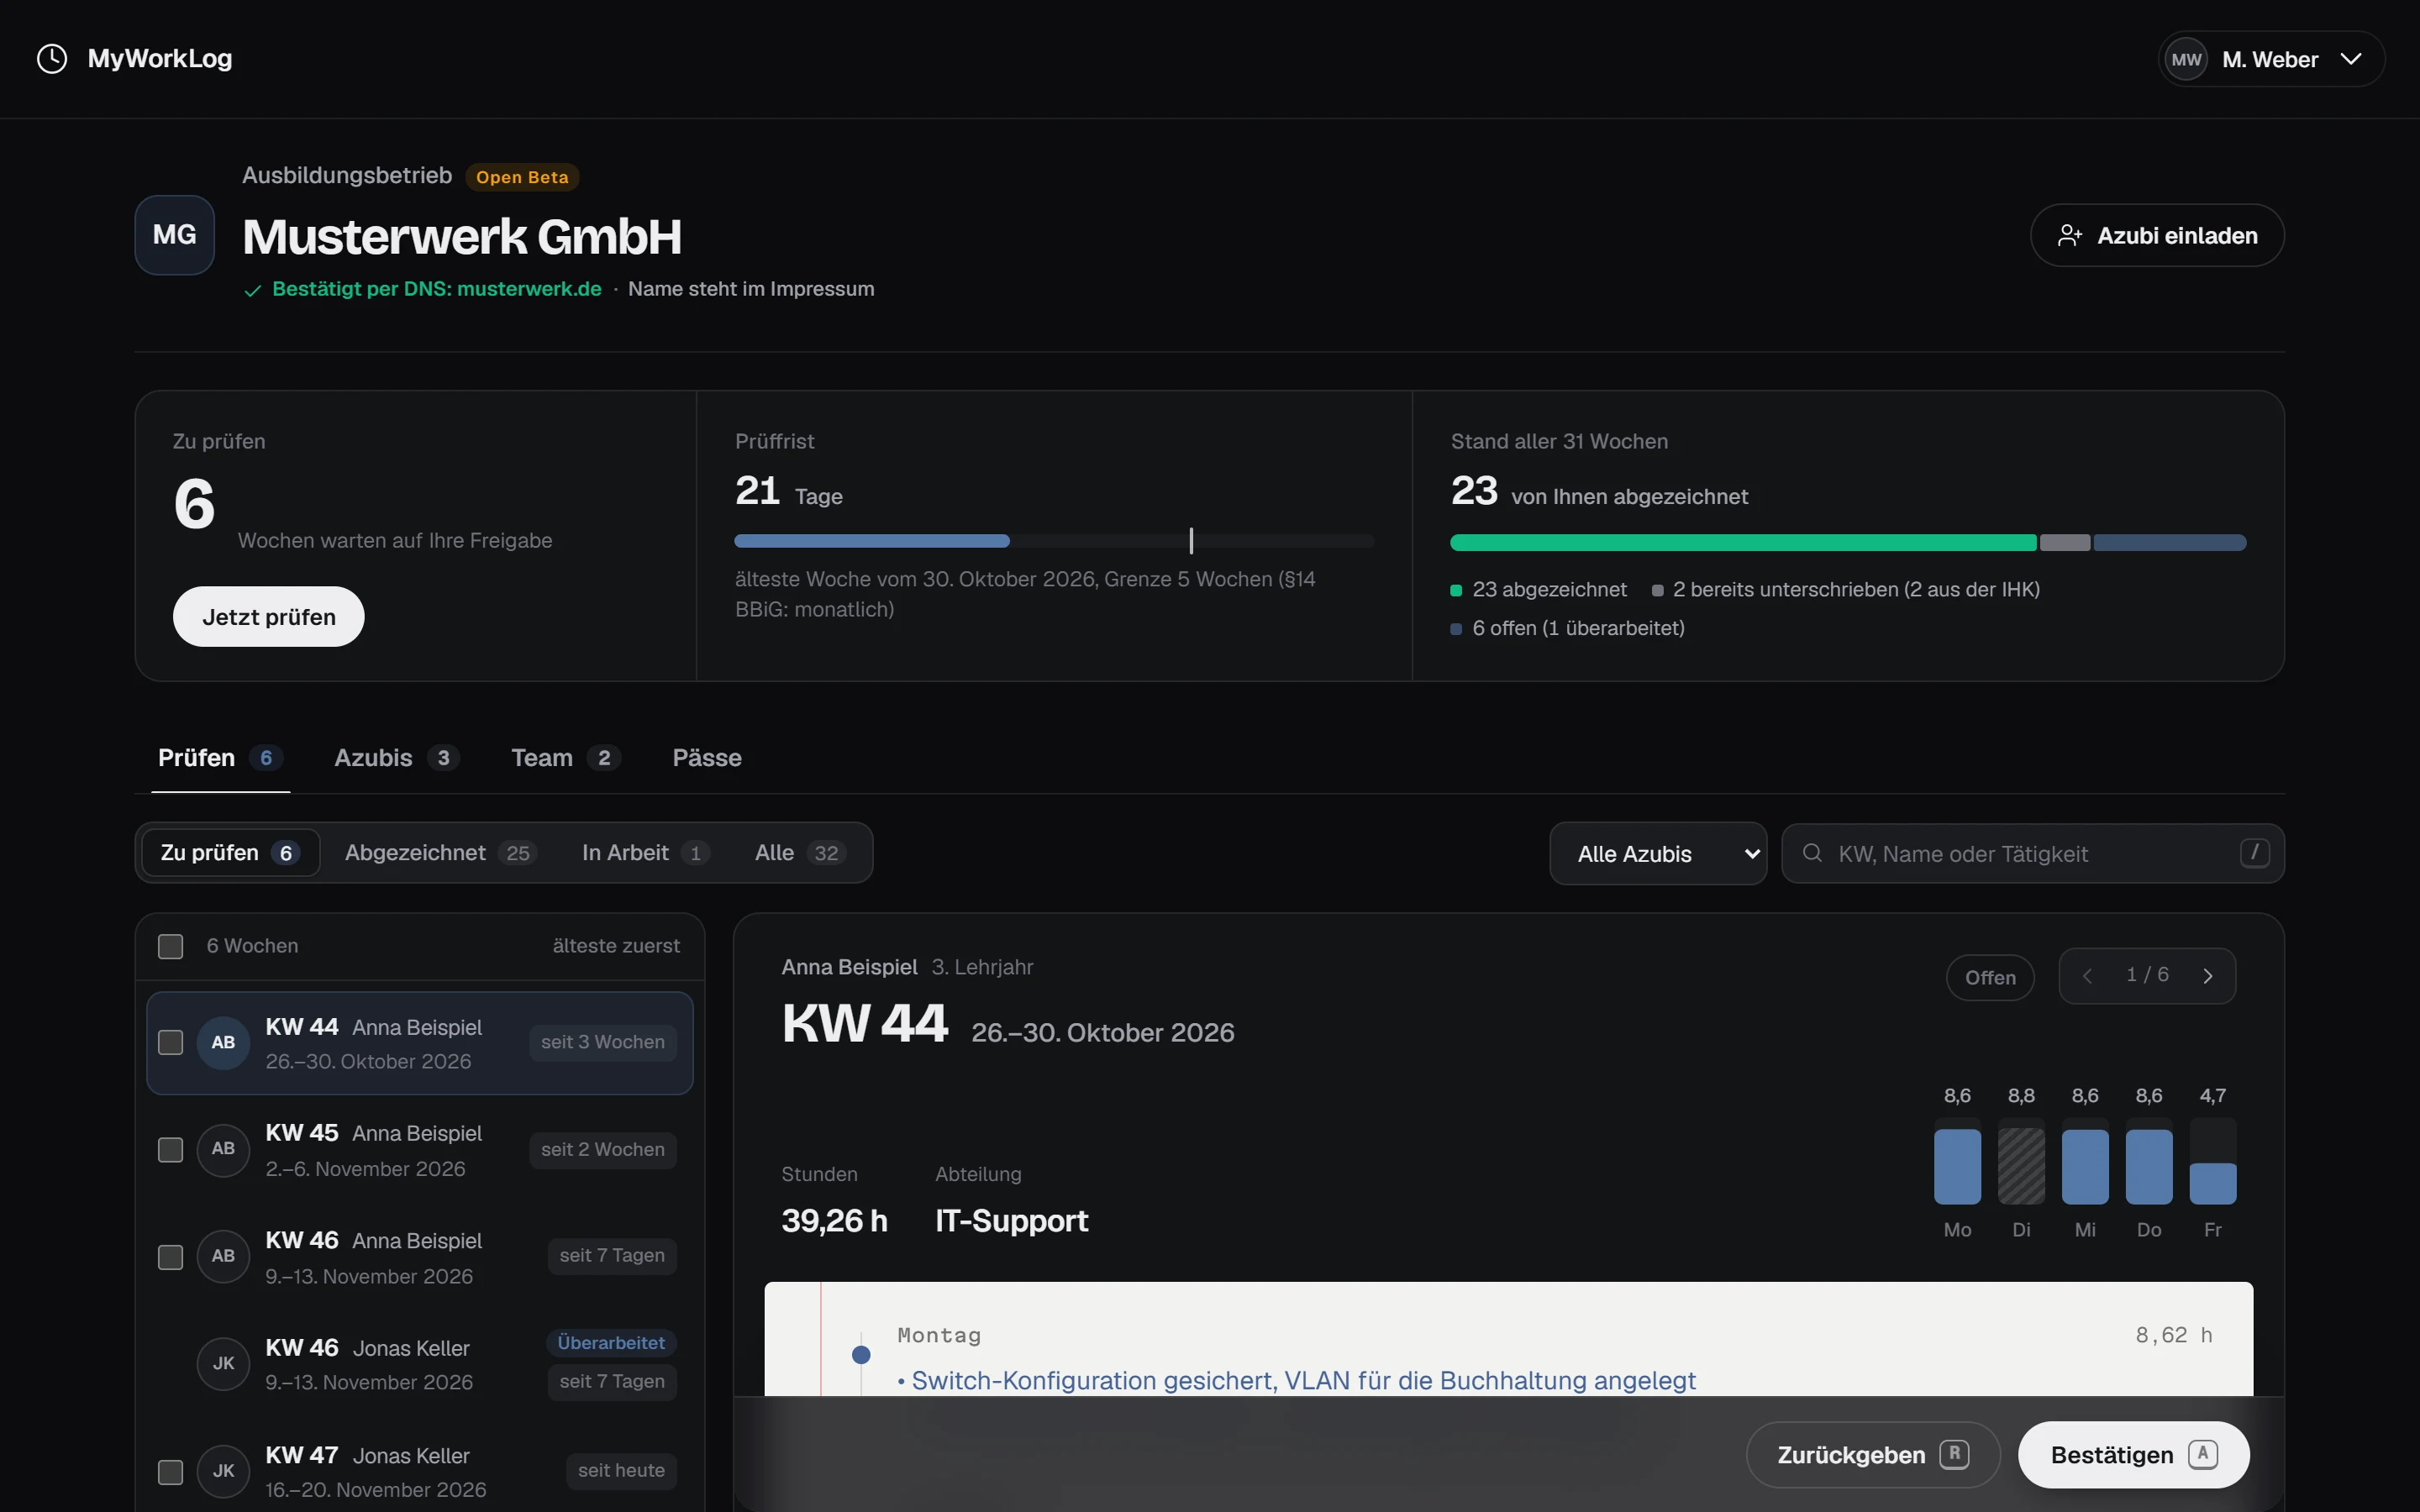 MyWorkLog
MW M. Weber
Ausbildungsbetrieb Open Beta
MG
Musterwerk GmbH
Bestätigt per DNS: musterwerk.de · Name steht im Impressum
Azubi einladen
Zu prüfen
6 Wochen warten auf Ihre Freigabe
Jetzt prüfen
Prüffrist
21 Tage
älteste Woche vom 30. Oktober 2026, Grenze 5 Wochen (§14
BBiG: monatlich)
Stand aller 31 Wochen
23 von Ihnen abgezeichnet
23 abgezeichnet 2 bereits unterschrieben (2 aus der IHK)
6 offen (1 überarbeitet)
Prüfen 6 Azubis 3 Team 2 Pässe
Zu prüfen 6 Abgezeichnet 25 In Arbeit 1 Alle 32
Alle Azubis
KW, Name oder Tätigkeit /
6 Wochen älteste zuerst
AB KW 44 Anna Beispiel seit 3 Wochen
26.–30. Oktober 2026
AB KW 45 Anna Beispiel seit 2 Wochen
2.–6. November 2026
AB KW 46 Anna Beispiel seit 7 Tagen
9.–13. November 2026
JK KW 46 Jonas Keller Überarbeitet
9.–13. November 2026 seit 7 Tagen
JK KW 47 Jonas Keller seit heute
16.–20. November 2026
Anna Beispiel 3. Lehrjahr
Offen 1 / 6
KW 44 26.–30. Oktober 2026
8,6 8,8 8,6 8,6 4,7
Mo Di Mi Do Fr
Stunden Abteilung
39,26 h IT-Support
Montag 8,62 h
• Switch-Konfiguration gesichert, VLAN für die Buchhaltung angelegt
Zurückgeben R Bestätigen A